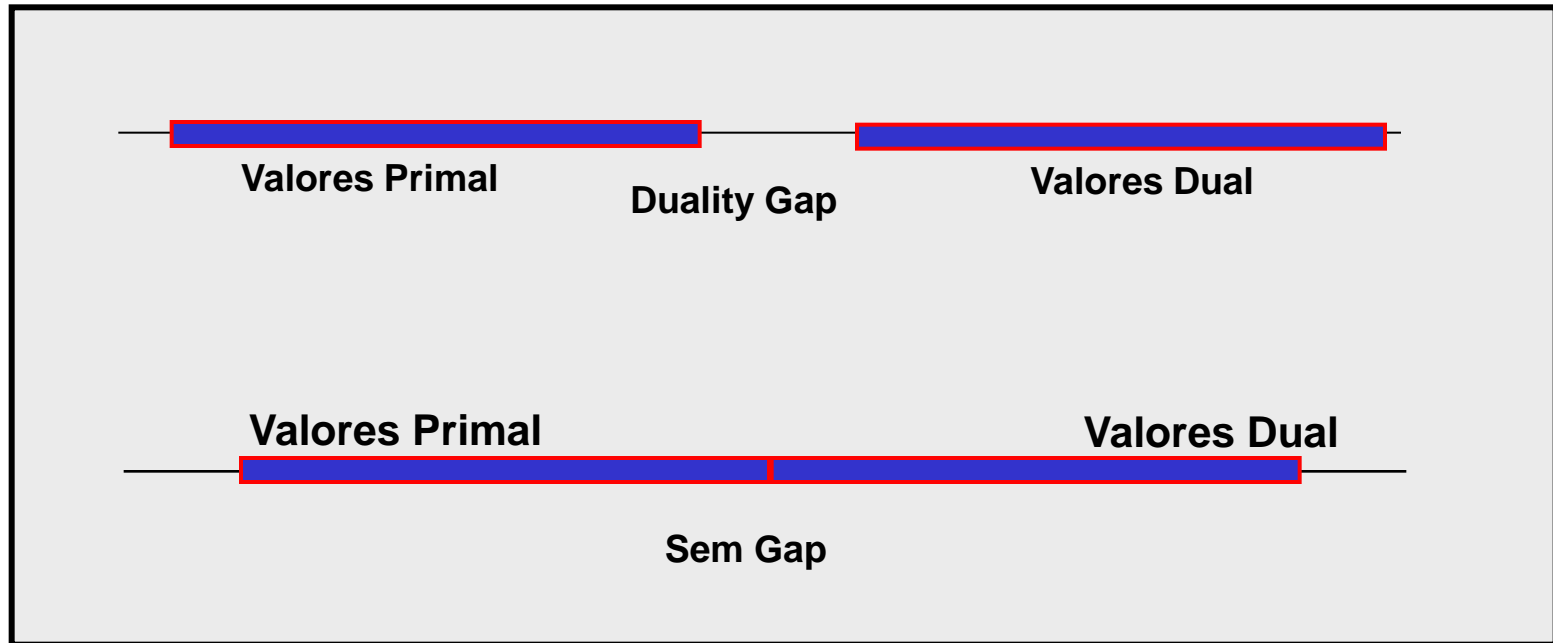 Valores Primal
Duality Gap
Valores Dual
Valores Primal
Valores Dual
Sem Gap